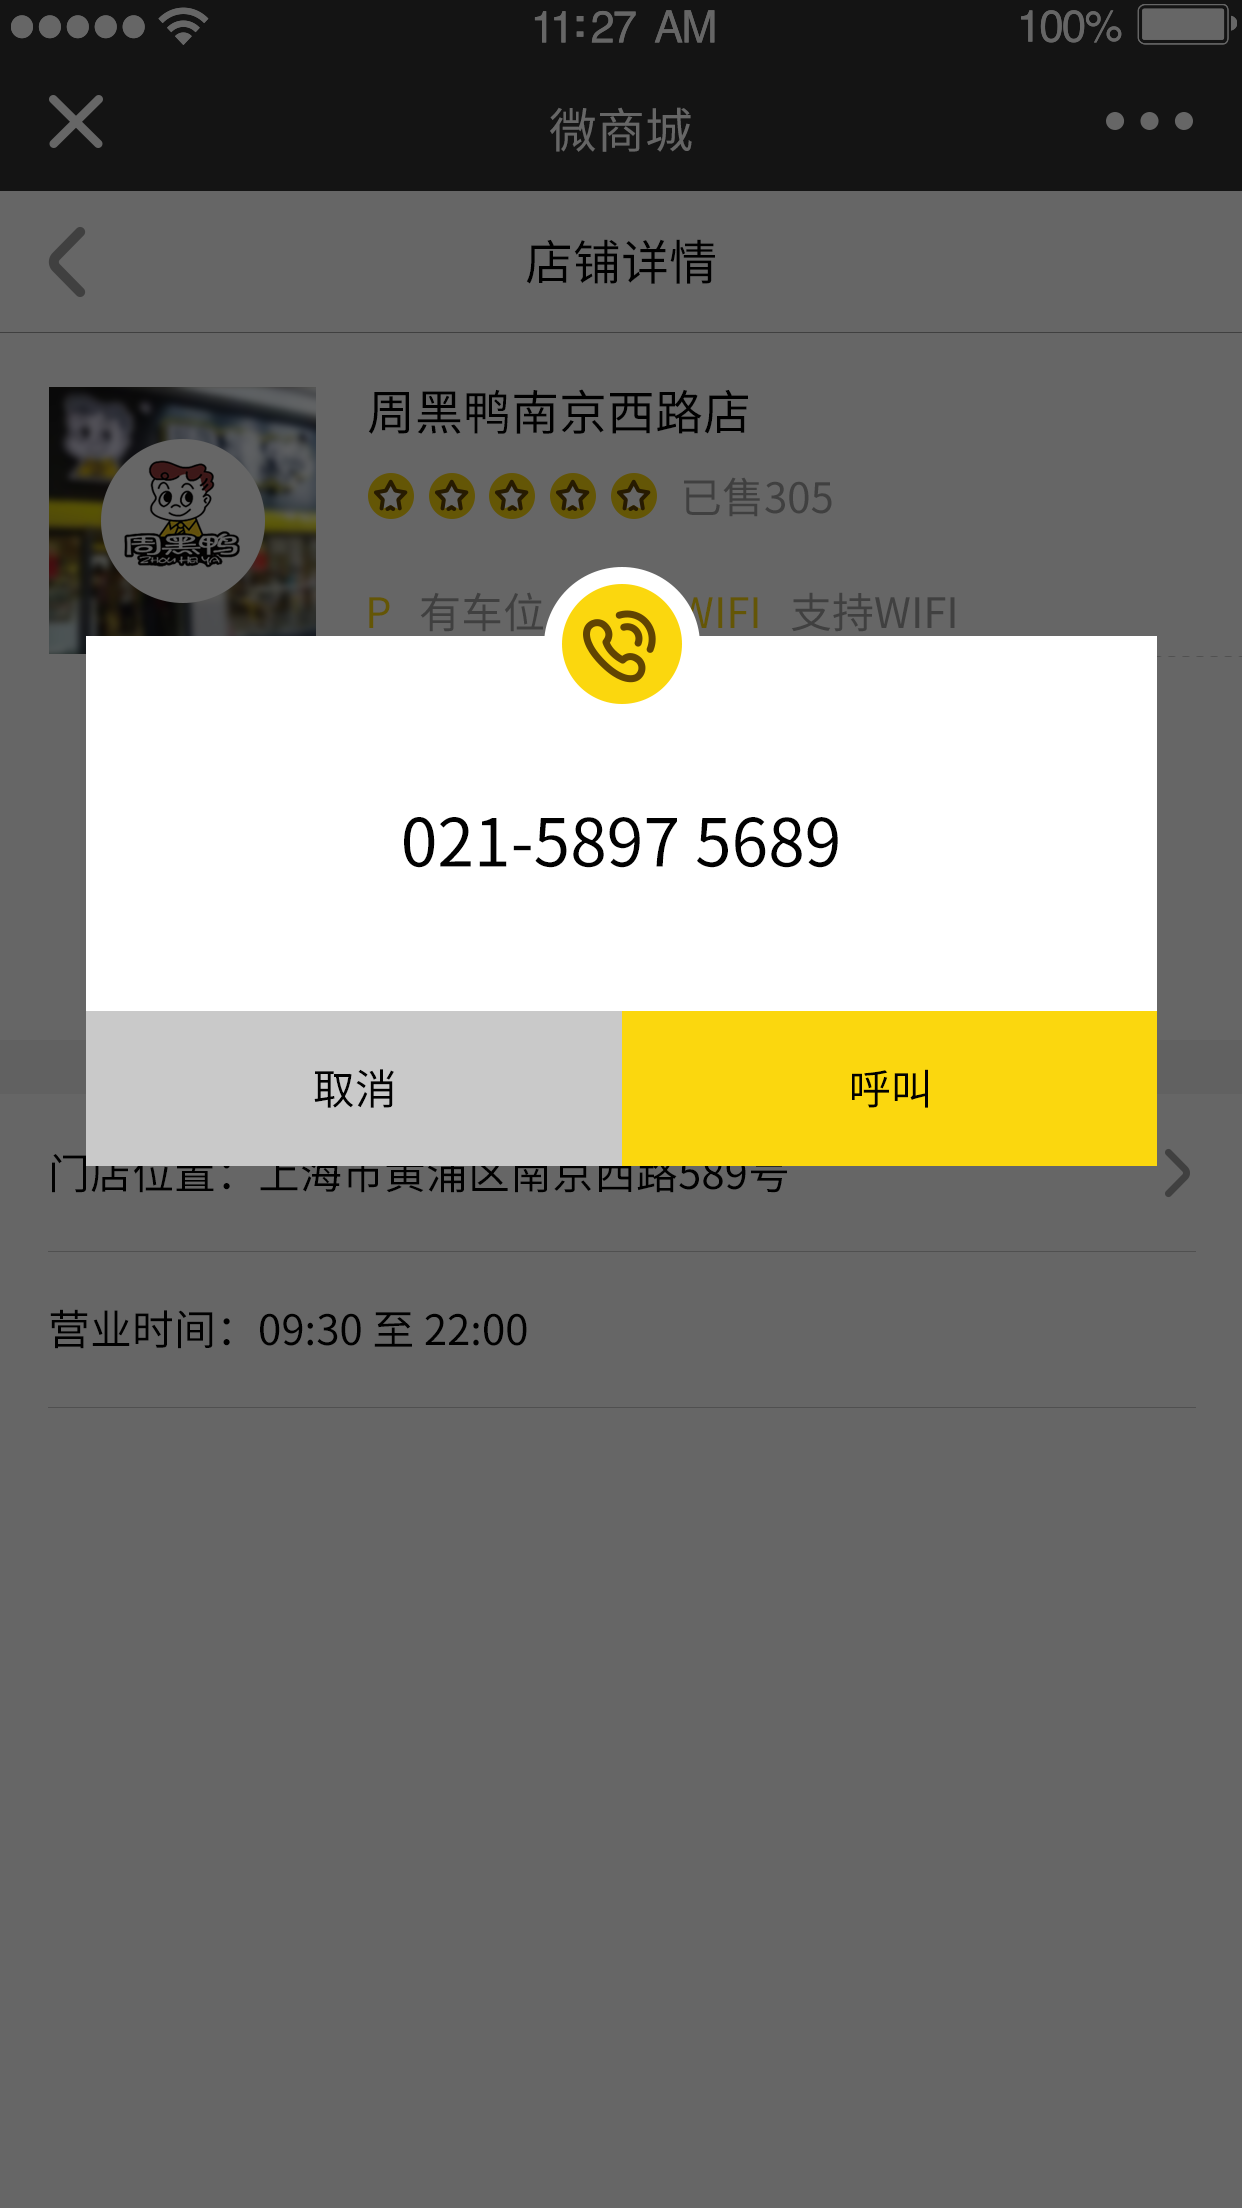 11:27 AM
100%
微商城
店铺详情
周黑鸭南京西路店
已售305
周黑鸭
ZHOU HEI YA
P 有车位 WIFI 支持WIFI
021-5897 5689
取消
呼叫
门店位置：上海市黄浦区南京西路589号
营业时间：09:30 至 22:00